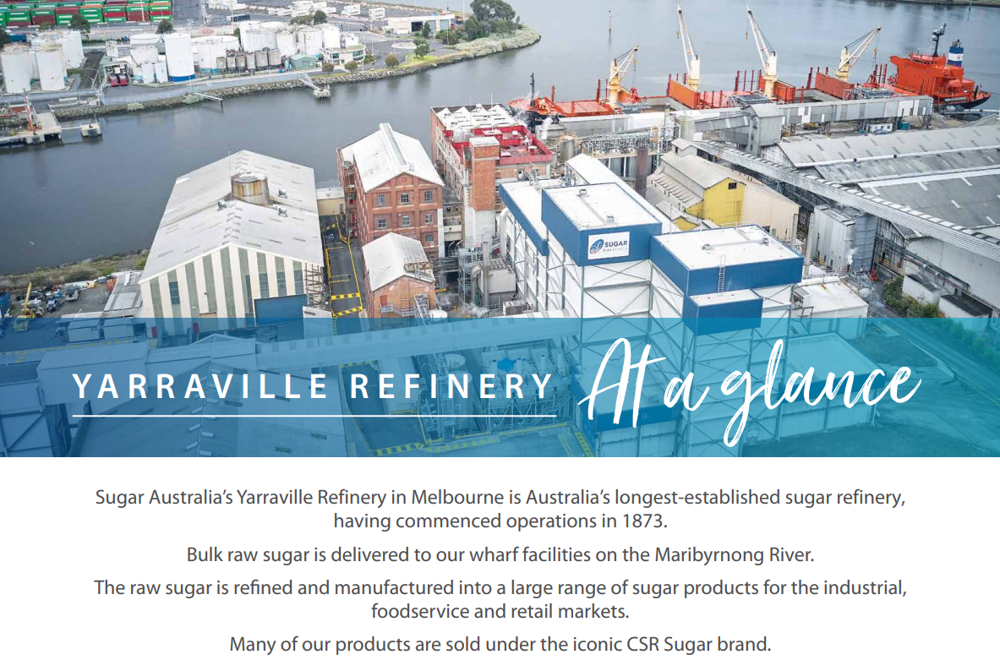 SUGAR
Australia
YARRAVILLE REFINERY At a glance
Sugar Australia’s Yarraville Refinery in Melbourne is Australia’s longest-established sugar refinery,
having commenced operations in 1873.
Bulk raw sugar is delivered to our wharf facilities on the Maribyrnong River.
The raw sugar is refined and manufactured into a large range of sugar products for the industrial,
foodservice and retail markets.
Many of our products are sold under the iconic CSR Sugar brand.